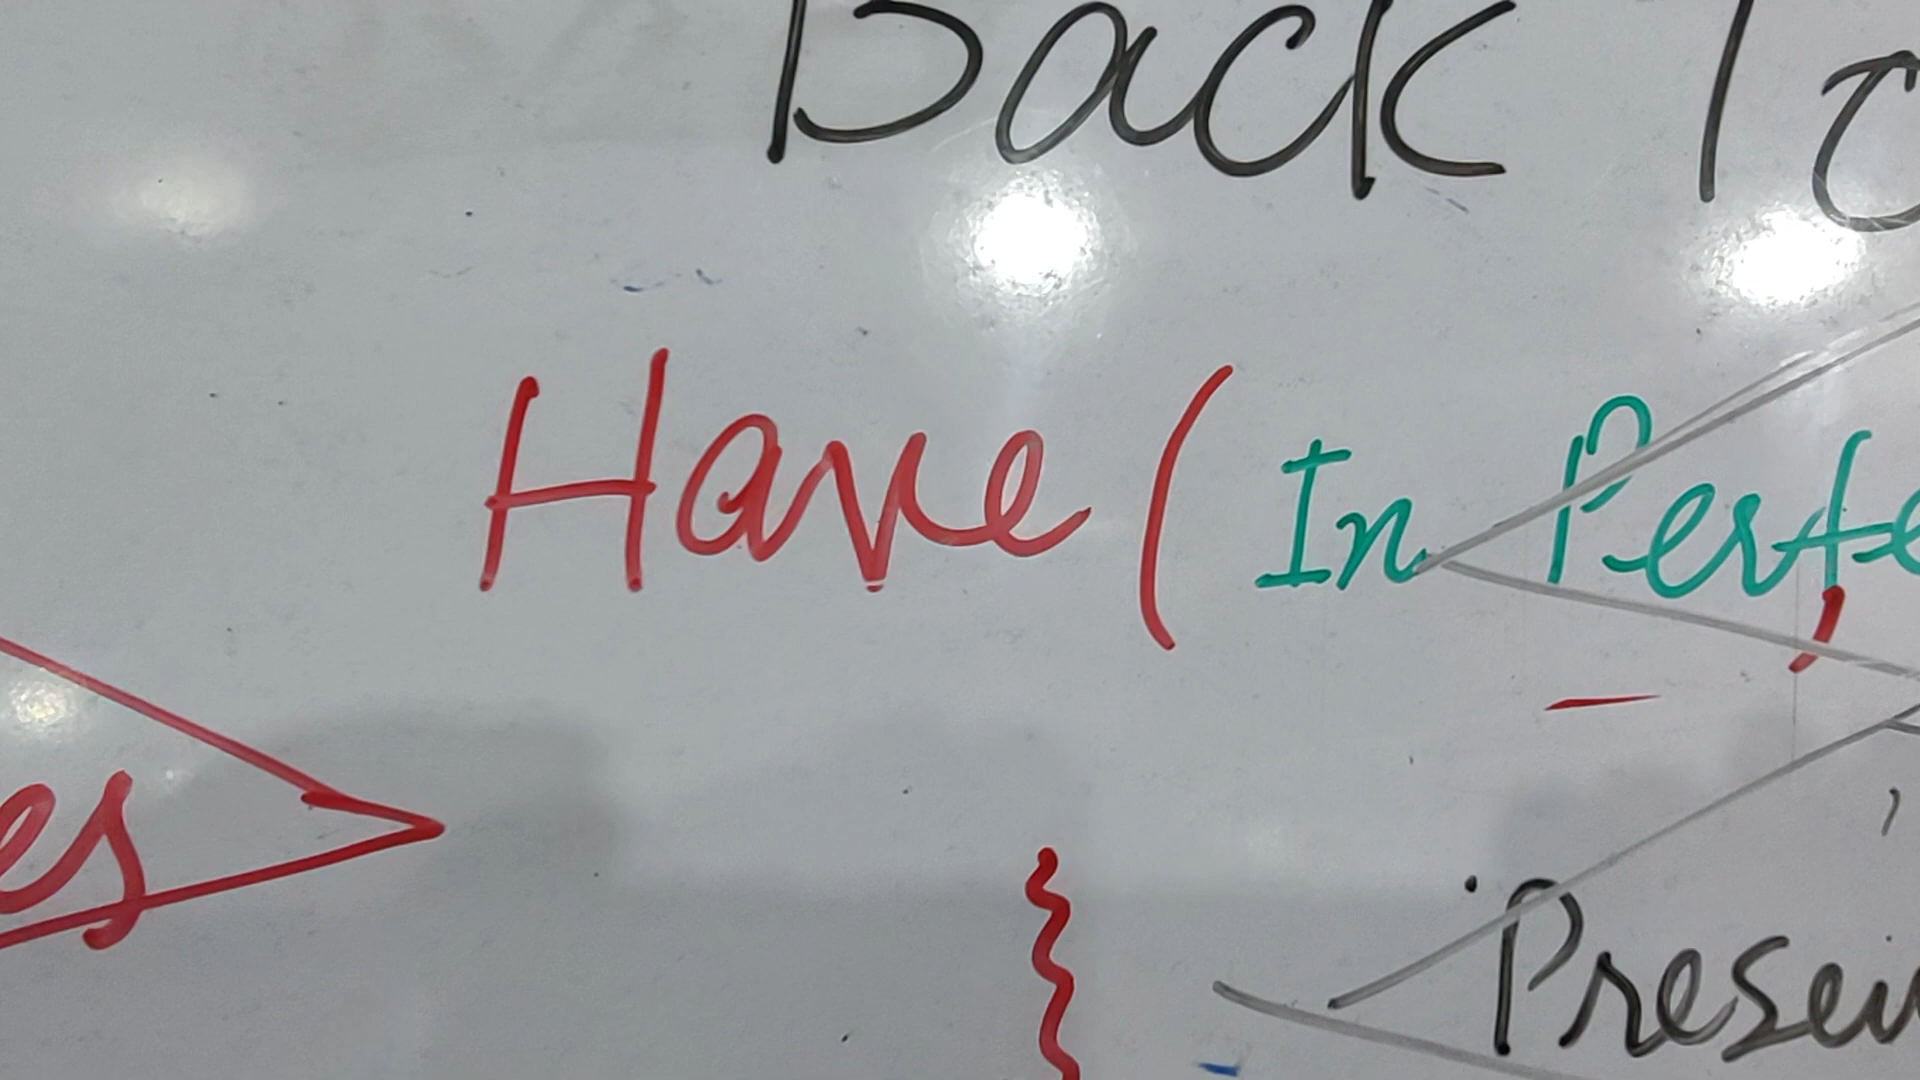 Back To
Have (In Perfe
es
Presen